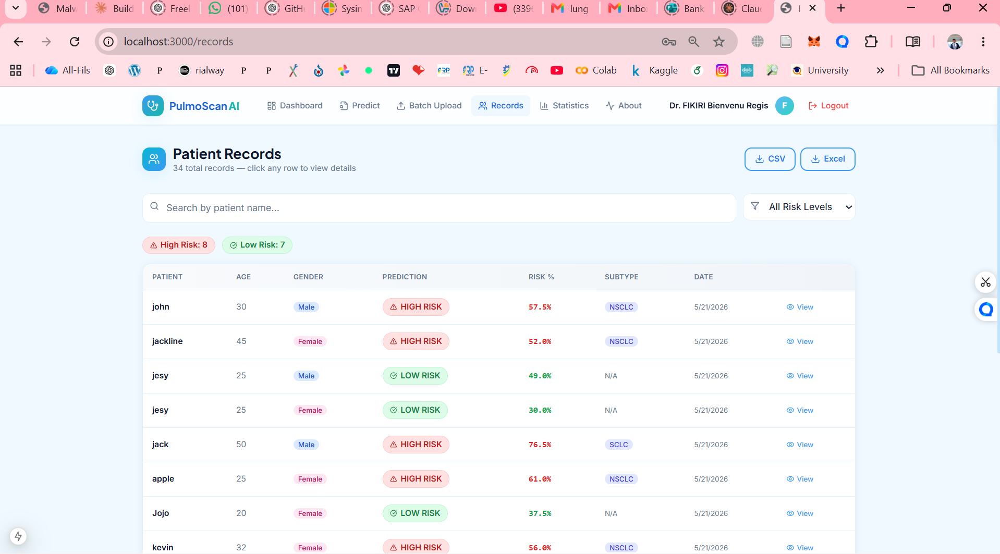 Malw
Build
Freel
(101)
GitHu
Sysin
SAP
Dow
(339
lung
Inbo
Bank
Clau
localhost:3000/records
All-Fils
P
rialway
P
P
E-
Colab
Kaggle
University
All Bookmarks
PulmoScan AI
Dashboard
Predict
Batch Upload
Records
Statistics
About
Dr. FIKIRI Bienvenu Regis
F
Logout
Patient Records
34 total records — click any row to view details
CSV
Excel
Search by patient name...
All Risk Levels
High Risk: 8
Low Risk: 7
PATIENT AGE GENDER PREDICTION RISK % SUBTYPE DATE
john 30 Male HIGH RISK 57.5% NSCLC 5/21/2026 View
jackline 45 Female HIGH RISK 52.0% NSCLC 5/21/2026 View
jesy 25 Male LOW RISK 49.0% N/A 5/21/2026 View
jesy 25 Female LOW RISK 30.0% N/A 5/21/2026 View
jack 50 Male HIGH RISK 76.5% SCLC 5/21/2026 View
apple 25 Female HIGH RISK 61.0% NSCLC 5/21/2026 View
Jojo 20 Female LOW RISK 37.5% N/A 5/21/2026 View
kevin 32 Female HIGH RISK 56.0% NSCLC 5/21/2026 View